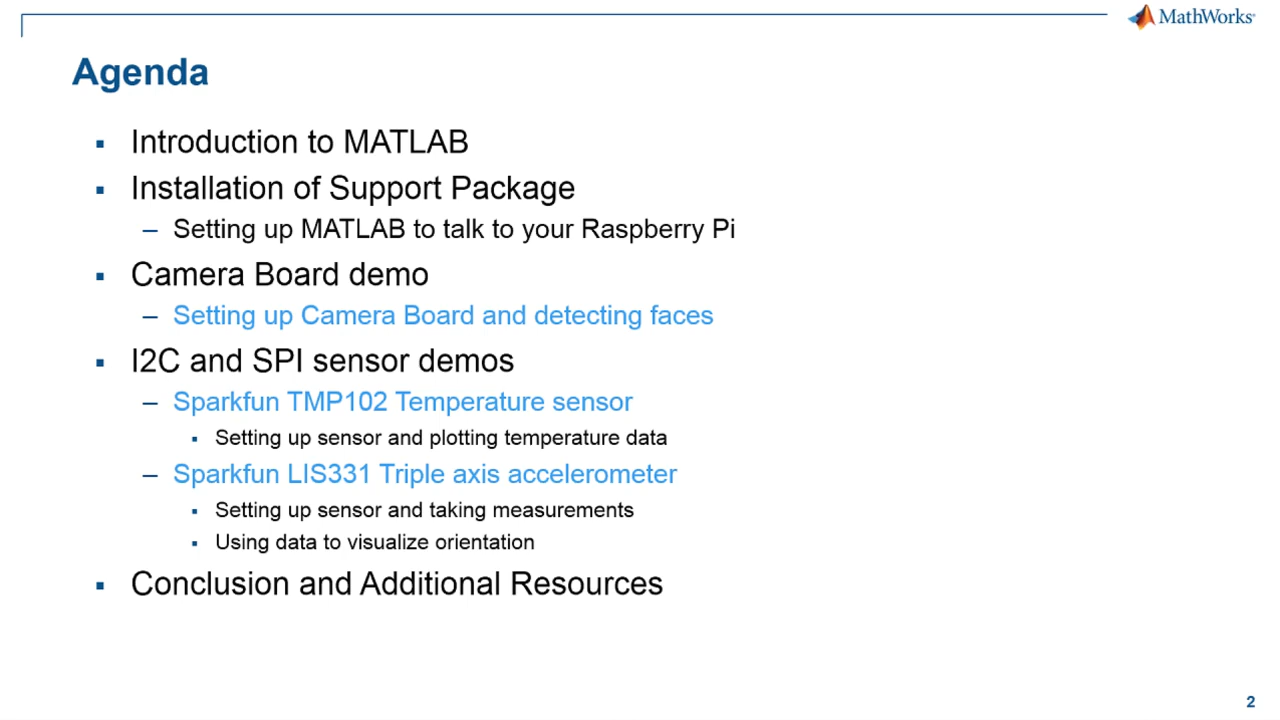 MathWorks
Agenda
Introduction to MATLAB
Installation of Support Package
– Setting up MATLAB to talk to your Raspberry Pi
Camera Board demo
– Setting up Camera Board and detecting faces
I2C and SPI sensor demos
– Sparkfun TMP102 Temperature sensor
Setting up sensor and plotting temperature data
– Sparkfun LIS331 Triple axis accelerometer
Setting up sensor and taking measurements
Using data to visualize orientation
Conclusion and Additional Resources
2